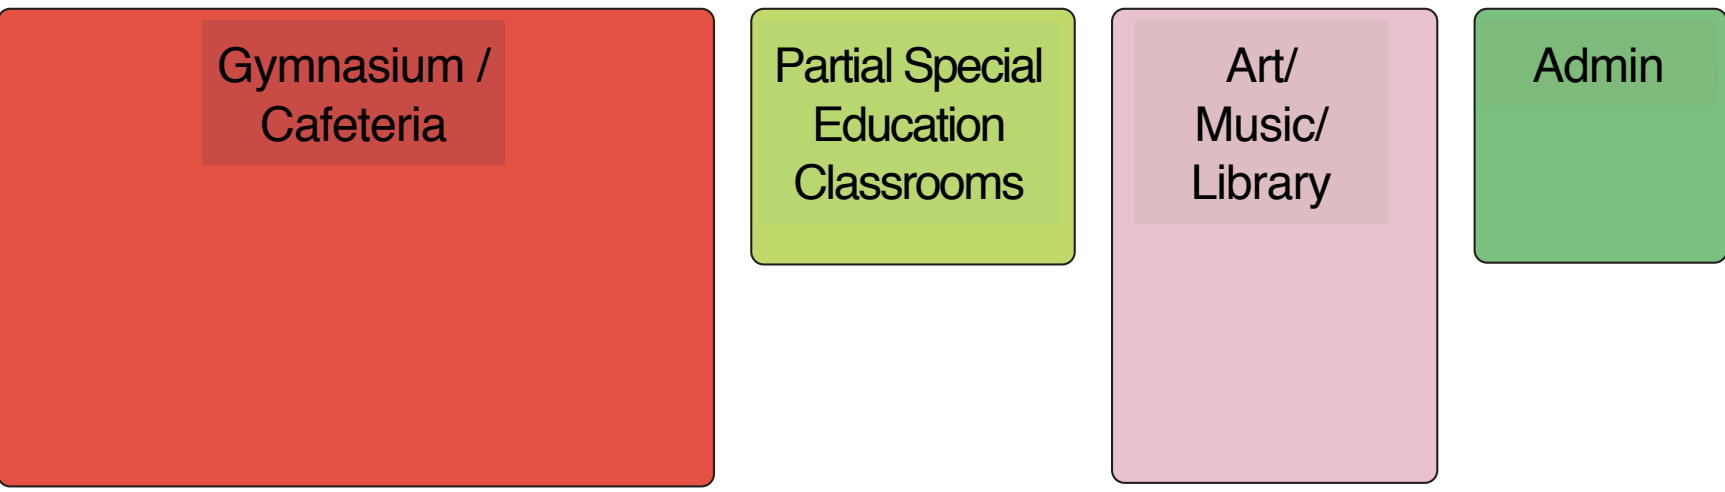 Gymnasium /
Cafeteria
Partial Special
Education
Classrooms
Art/
Music/
Library
Admin